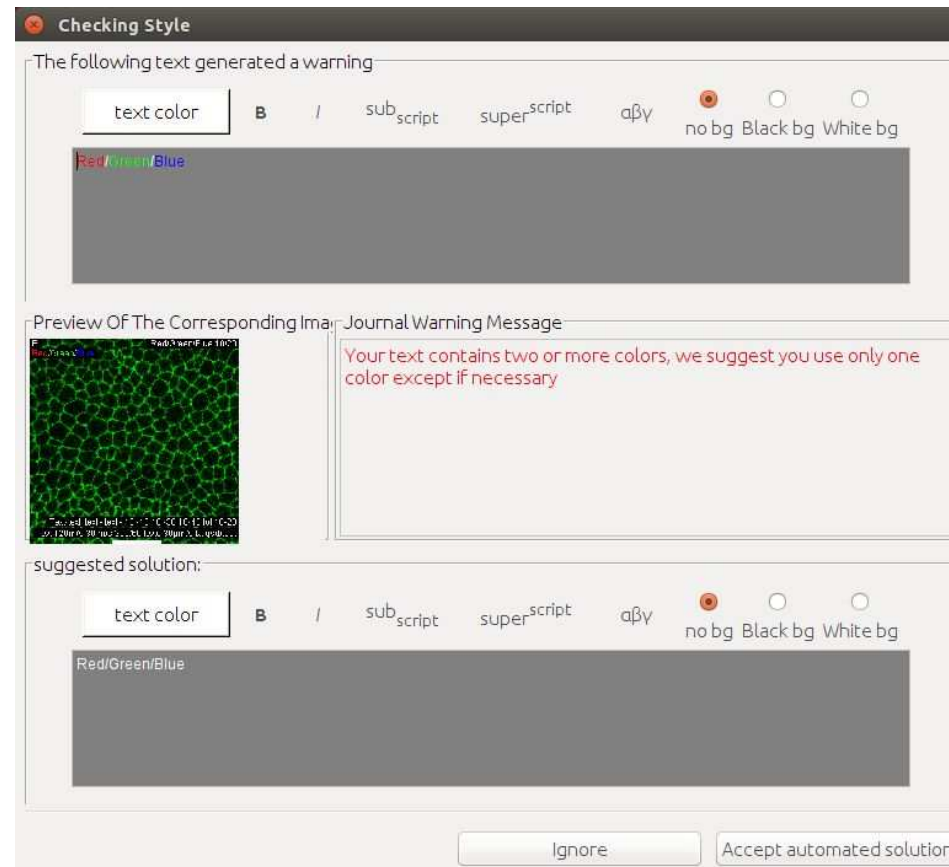 Checking Style
The following text generated a warning
text color B I subscript superscript αβγ no bg Black bg White bg
Red/Green/Blue
Preview Of The Corresponding Ima
Journal Warning Message
Your text contains two or more colors, we suggest you use only one
color except if necessary
Red/Green/Blue
suggested solution:
text color B I subscript superscript αβγ no bg Black bg White bg
Red/Green/Blue
Ignore
Accept automated solution